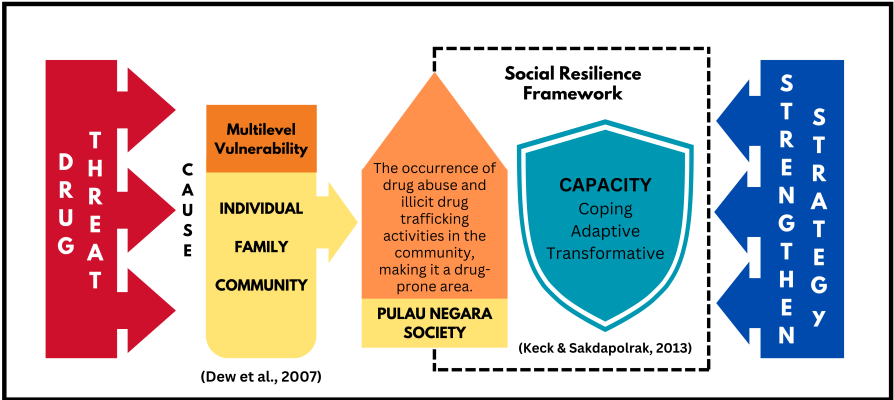 DRUG
THREAT
CAUSE
Multilevel
Vulnerability
INDIVIDUAL
FAMILY
COMMUNITY
(Dew et al., 2007)
The occurrence of
drug abuse and
illicit drug
trafficking
activities in the
community,
making it a drug-
prone area.
PULAU NEGARA
SOCIETY
Social Resilience
Framework
CAPACITY
Coping
Adaptive
Transformative
(Keck & Sakdapolrak, 2013)
STRENGTHEN
STRATEGy